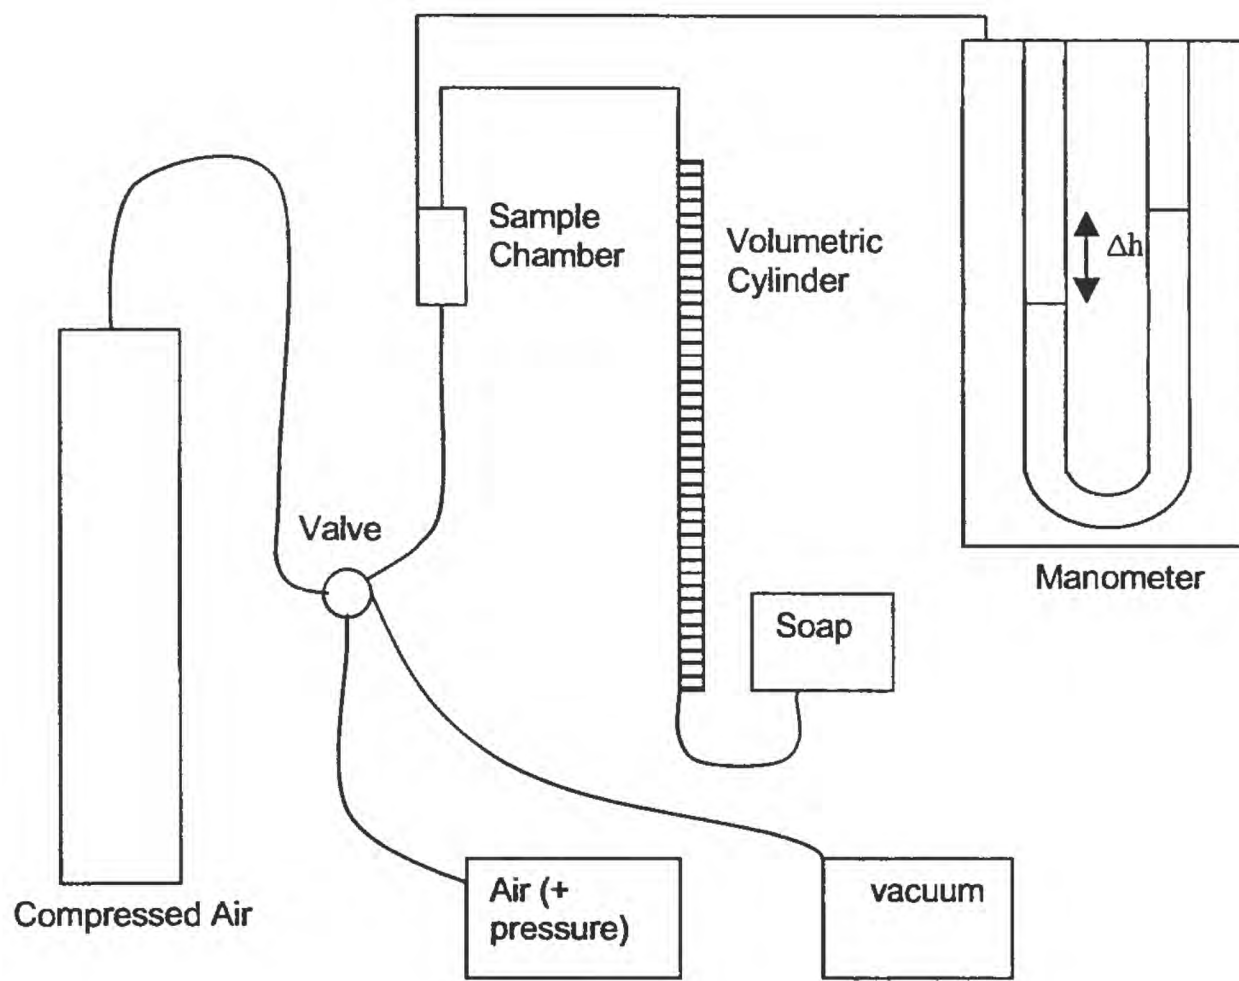 Sample
Chamber
Volumetric
Cylinder
Δh
Valve
Manometer
Soap
Compressed Air
Air (+
pressure)
vacuum